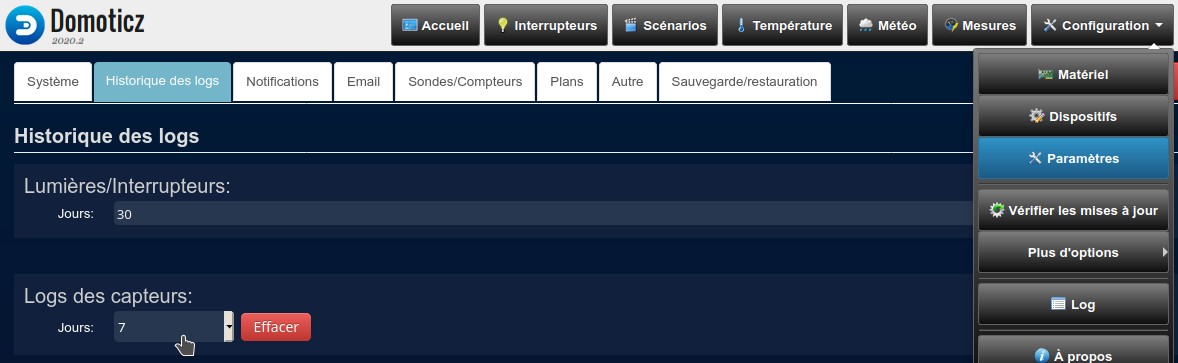 Domoticz
2020.2
Accueil Interrupteurs Scénarios Température Météo Mesures Configuration
Système Historique des logs Notifications Email Sondes/Compteurs Plans Autre Sauvegarde/restauration
Matériel
Dispositifs
Paramètres
Vérifier les mises à jour
Plus d'options
Log
À propos
Historique des logs
Lumières/Interrupteurs:
Jours: 30
Logs des capteurs:
Jours: 7 Effacer